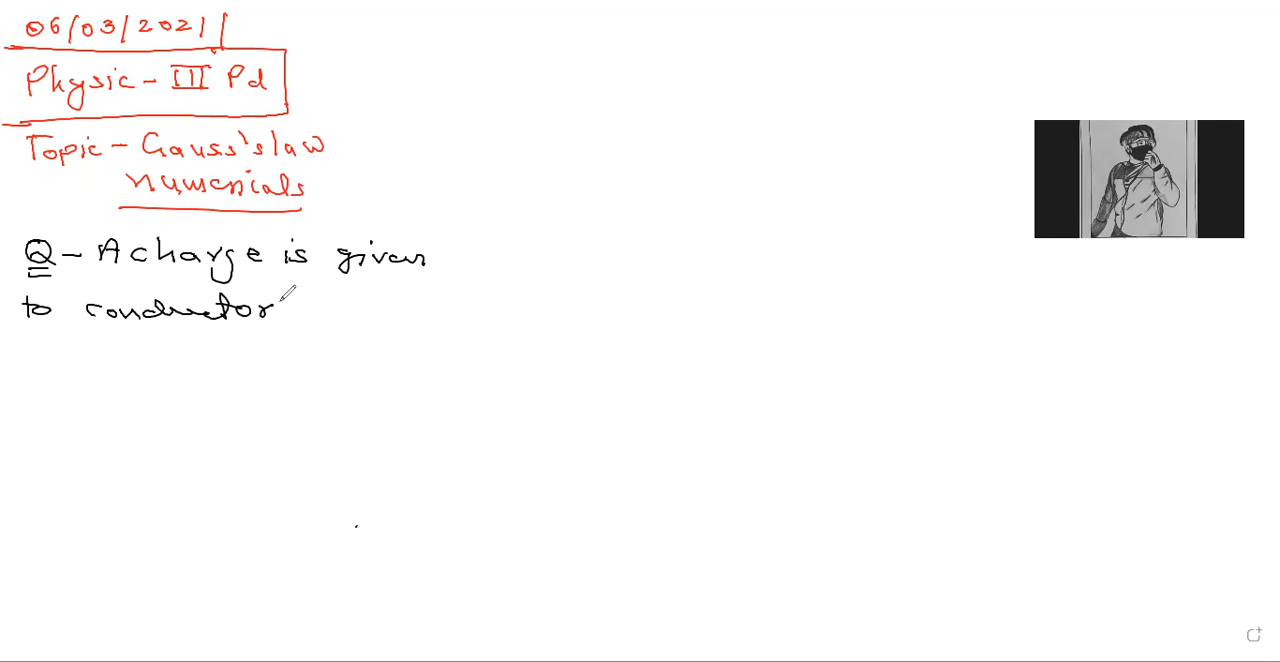 06/03/2021
Physic - III Pd
Topic - Gauss's law
numericals
Q - A charge is given
to conductor